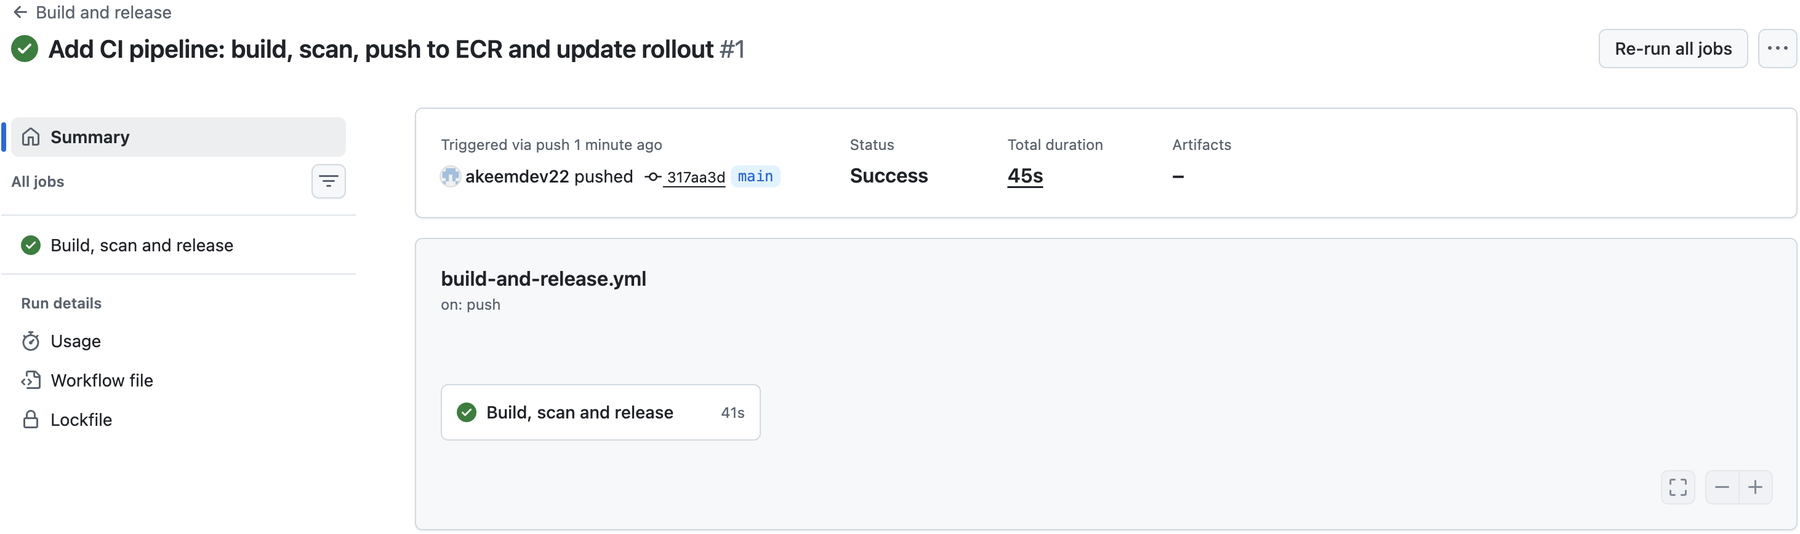 Build and release
Add CI pipeline: build, scan, push to ECR and update rollout #1
Re-run all jobs
Summary
All jobs
Build, scan and release
Run details
Usage
Workflow file
Lockfile
Triggered via push 1 minute ago
akeemdev22 pushed 317aa3d main
Status
Success
Total duration
45s
Artifacts
–
build-and-release.yml
on: push
Build, scan and release 41s